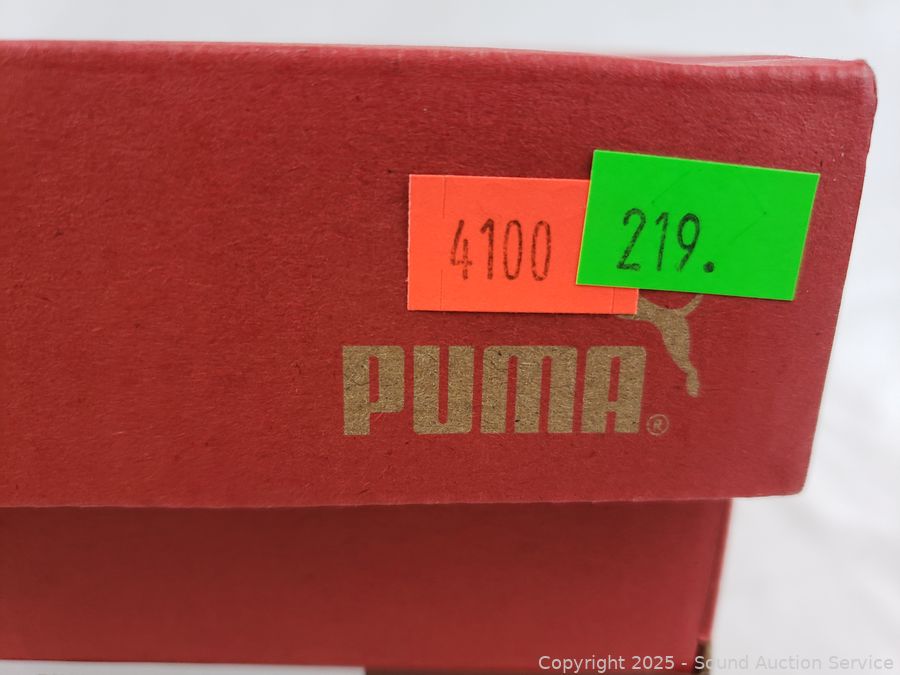 4100
219.
PUMA®
Copyright 2025 - Sound Auction Service